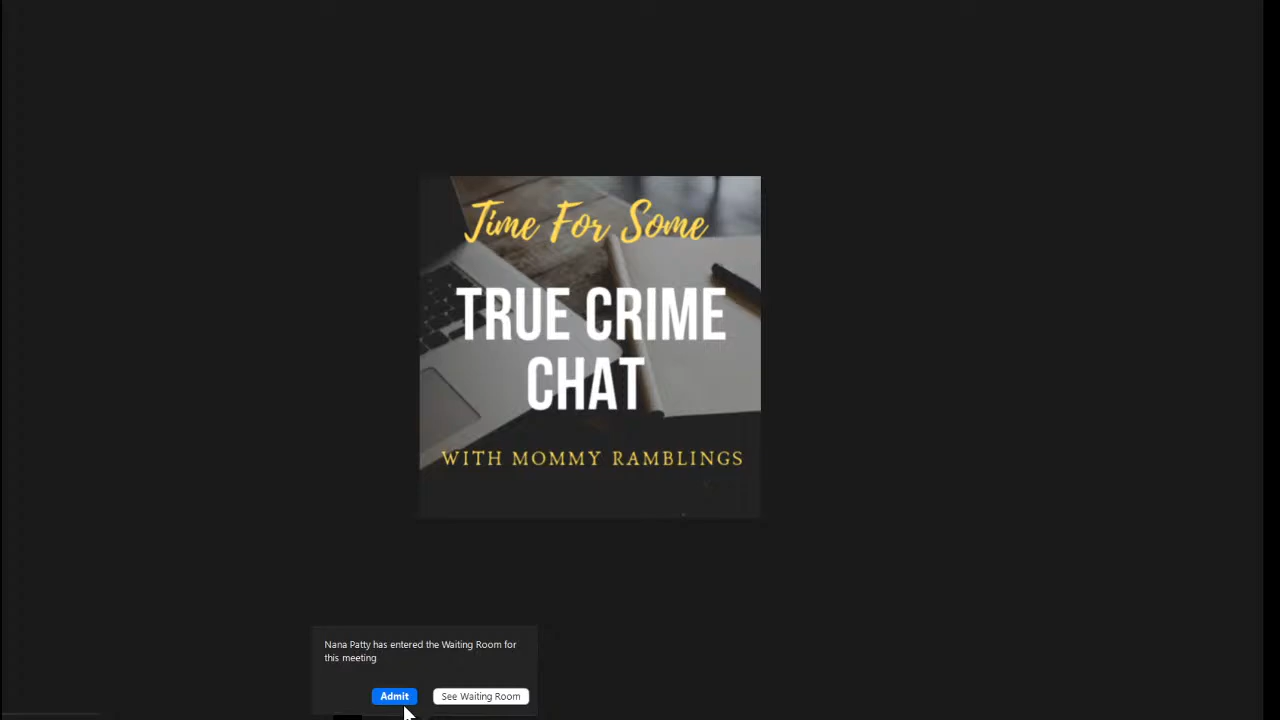 Time For Some
TRUE CRIME
CHAT
WITH MOMMY RAMBLINGS
Nana Patty has entered the Waiting Room for
this meeting
Admit
See Waiting Room